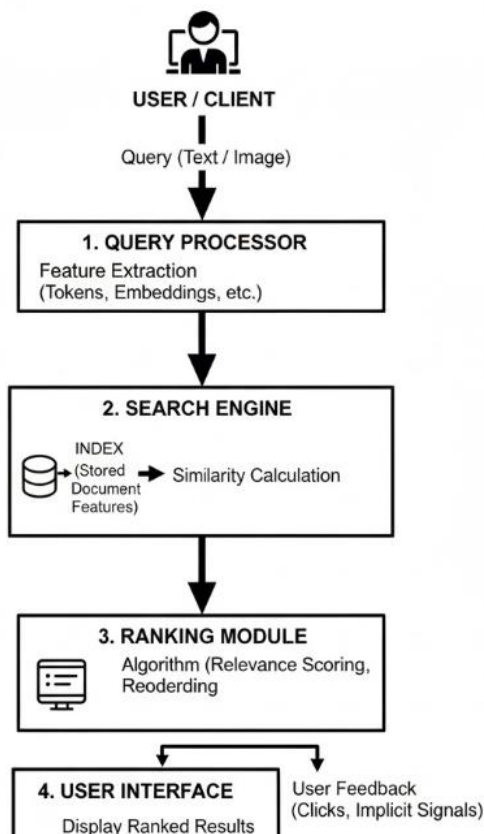 USER / CLIENT
Query (Text / Image)
1. QUERY PROCESSOR
Feature Extraction
(Tokens, Embeddings, etc.)
2. SEARCH ENGINE
INDEX
(Stored
Document
Features)
Similarity Calculation
3. RANKING MODULE
Algorithm (Relevance Scoring,
Reoderding
4. USER INTERFACE
Display Ranked Results
User Feedback
(Clicks, Implicit Signals)